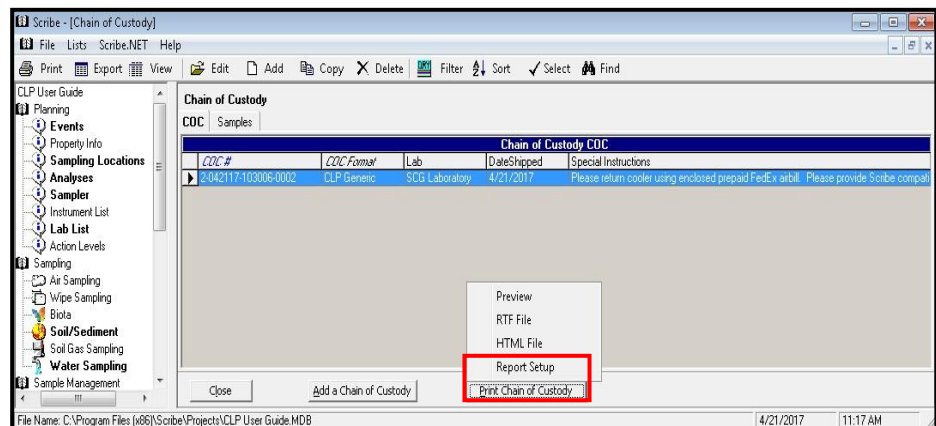 Scribe - [Chain of Custody]
File Lists Scribe.NET Help
Print Export View Edit Add Copy Delete QRY Filter Sort Select Find
CLP User Guide
Planning
Events
Property Info
Sampling Locations
Analyses
Sampler
Instrument List
Lab List
Action Levels
Sampling
Air Sampling
Wipe Sampling
Biota
Soil/Sediment
Soil Gas Sampling
Water Sampling
Sample Management
Chain of Custody
COC Samples
Chain of Custody COC
COC # COC Format Lab DateShipped Special Instructions
2-042117-103006-0002 CLP Generic SCG Laboratory 4/21/2017 Please return cooler using enclosed prepaid FedEx airbill. Please provide Scribe compati
Preview
RTF File
HTML File
Report Setup
Close Add a Chain of Custody Print Chain of Custody
File Name: C:\Program Files (x86)\Scribe\Projects\CLP User Guide.MDB 4/21/2017 11:17 AM